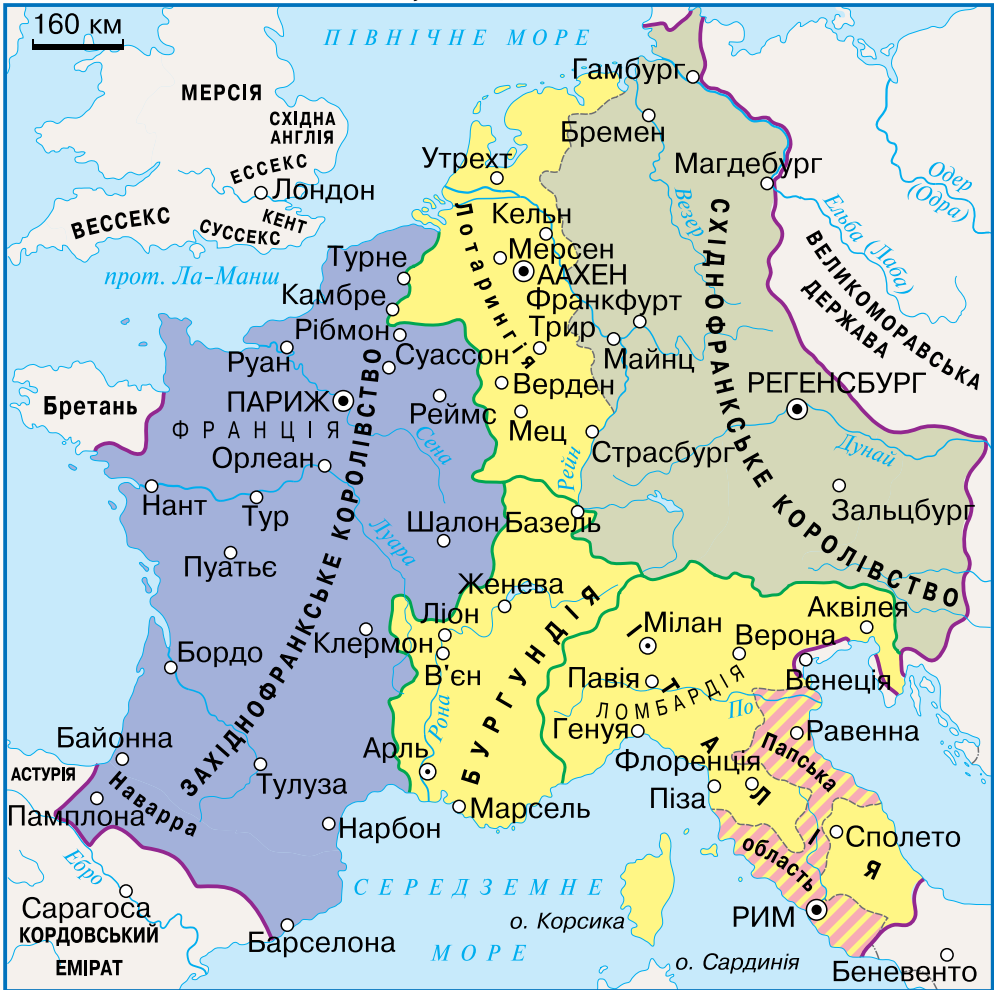 160 км
ПІВНІЧНЕ МОРЕ
Гамбург
МЕРСІЯ
СХІДНА
АНГЛІЯ
Бремен
Утрехт
Магдебург
Одер
(Одра)
ЕССЕКС
Лондон
ВЕССЕКС
КЕНТ
СУССЕКС
Везер
Ельба (Лаба)
Кельн
Лотарингія
Мерсен
ААХЕН
СХІДНОФРАНКСЬКЕ КОРОЛІВСТВО
ВЕЛИКОМОРАВСЬКА
ДЕРЖАВА
прот. Ла-Манш
Турне
Камбре
Франкфурт
Рібмон
Трир
Руан
Суассон
Майнц
Верден
РЕГЕНСБУРГ
Бретань
ПАРИЖ
Реймс
Мец
ФРАНЦІЯ
Сена
Страсбург
Дунай
Орлеан
Рейн
Нант
Тур
Шалон
Базель
Зальцбург
Луара
Пуатьє
ЗАХІДНОФРАНКСЬКЕ КОРОЛІВСТВО
Женева
Ліон
Аквілея
Клермон
Мілан
Верона
Бордо
В'єн
БУРГУНДІЯ
Павія
Венеція
ІТАЛІЯ
ЛОМБАРДІЯ
Рона
По
Генуя
Равенна
Байонна
Арль
Флоренція
Папська
область
АСТУРІЯ
Наварра
Тулуза
Піза
Памплона
Марсель
Нарбон
Сполето
Ебро
СЕРЕДЗЕМНЕ
МОРЕ
Сарагоса
КОРДОВСЬКИЙ
ЕМІРАТ
Барселона
о. Корсика
РИМ
о. Сардинія
Беневенто